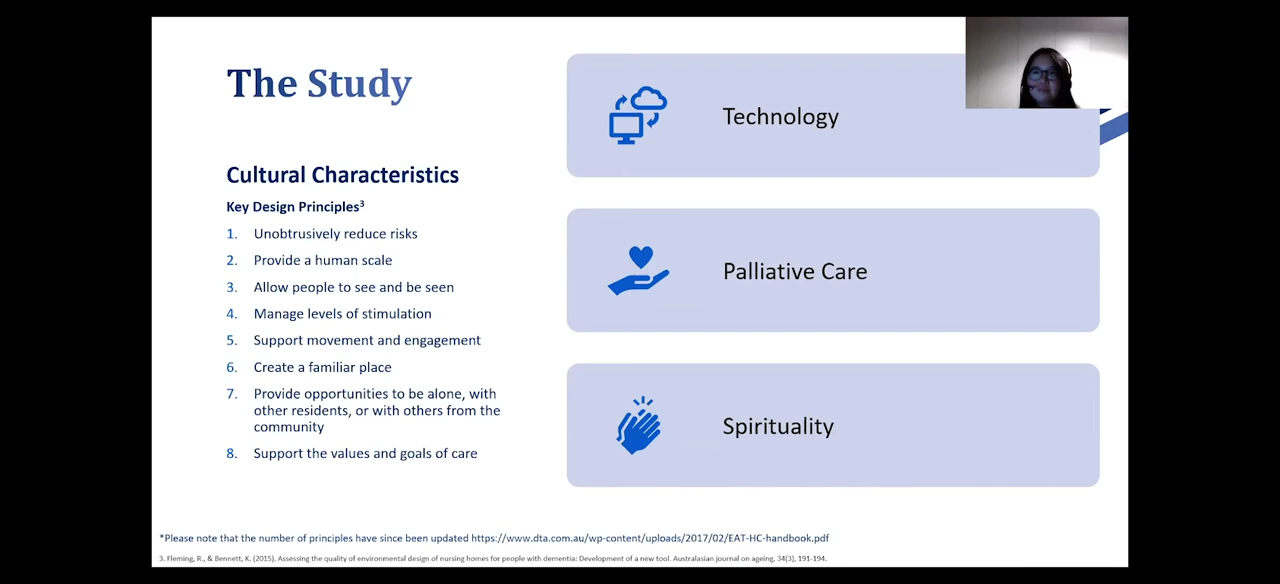 The Study
Cultural Characteristics
Key Design Principles3
1. Unobtrusively reduce risks
2. Provide a human scale
3. Allow people to see and be seen
4. Manage levels of stimulation
5. Support movement and engagement
6. Create a familiar place
7. Provide opportunities to be alone, with
other residents, or with others from the
community
8. Support the values and goals of care
Technology
Palliative Care
Spirituality
*Please note that the number of principles have since been updated https://www.dta.com.au/wp-content/uploads/2017/02/EAT-HC-handbook.pdf
3. Fleming, R., & Bennett, K. (2015). Assessing the quality of environmental design of nursing homes for people with dementia: Development of a new tool. Australasian journal on ageing, 34(3), 191-194.